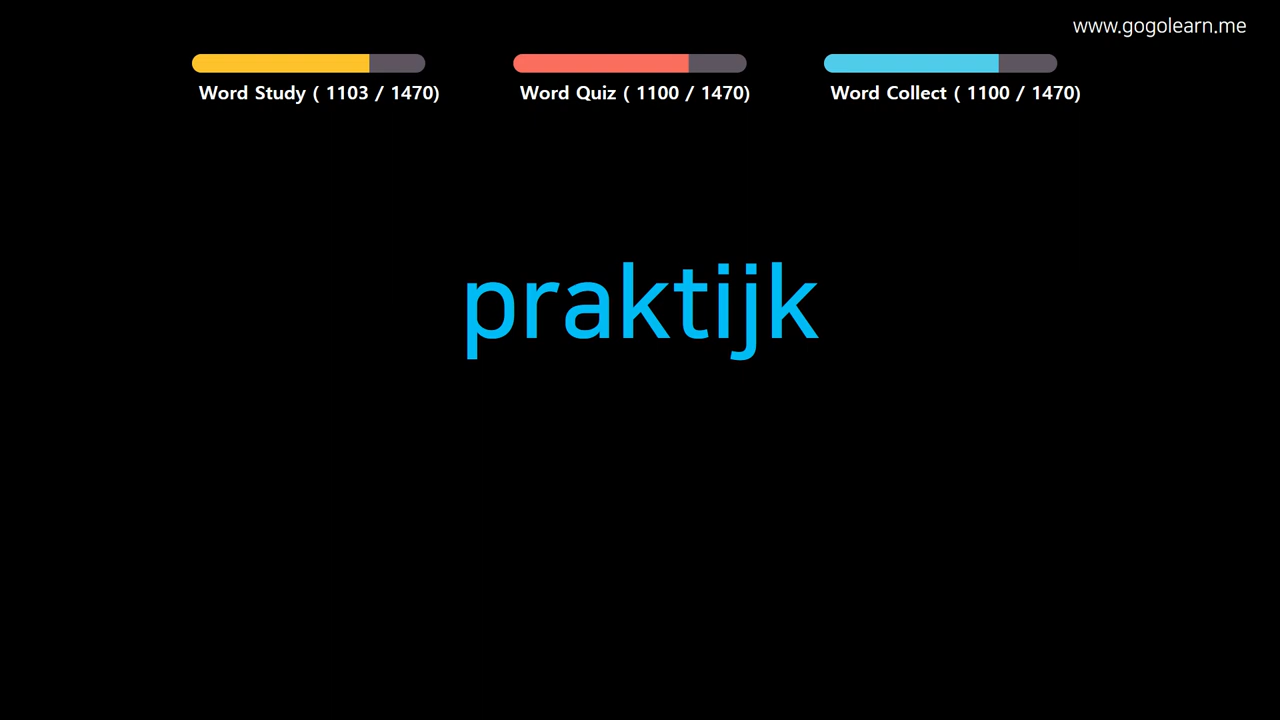 www.gogolearn.me
Word Study ( 1103 / 1470)
Word Quiz ( 1100 / 1470)
Word Collect ( 1100 / 1470)
praktijk